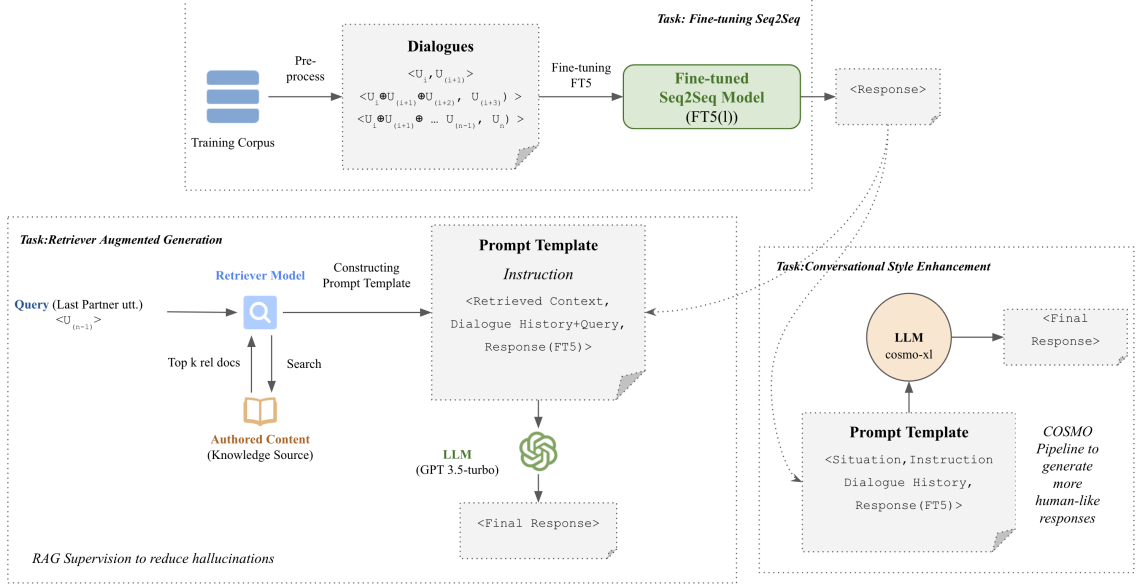 Task: Fine-tuning Seq2Seq
Dialogues
<U_i,U_(i+1)>
<U_i⊕U_(i+1)⊕U_(i+2), U_(i+3)) >
<U_i⊕U_(i+1)⊕ … U_(n-1), U_n) >
Pre-
process
Training Corpus
Fine-tuning
FT5
Fine-tuned
Seq2Seq Model
(FT5(l))
<Response>
Task:Retriever Augmented Generation
Query (Last Partner utt.)
<U_(n-1)>
Retriever Model
Constructing
Prompt Template
Top k rel docs
Search
Authored Content
(Knowledge Source)
Prompt Template
Instruction
<Retrieved Context,
Dialogue History+Query,
Response(FT5)>
LLM
(GPT 3.5-turbo)
<Final Response>
RAG Supervision to reduce hallucinations
Task:Conversational Style Enhancement
LLM
cosmo-xl
<Final
Response>
Prompt Template
<Situation,Instruction
Dialogue History,
Response(FT5)>
COSMO
Pipeline to
generate
more
human-like
responses